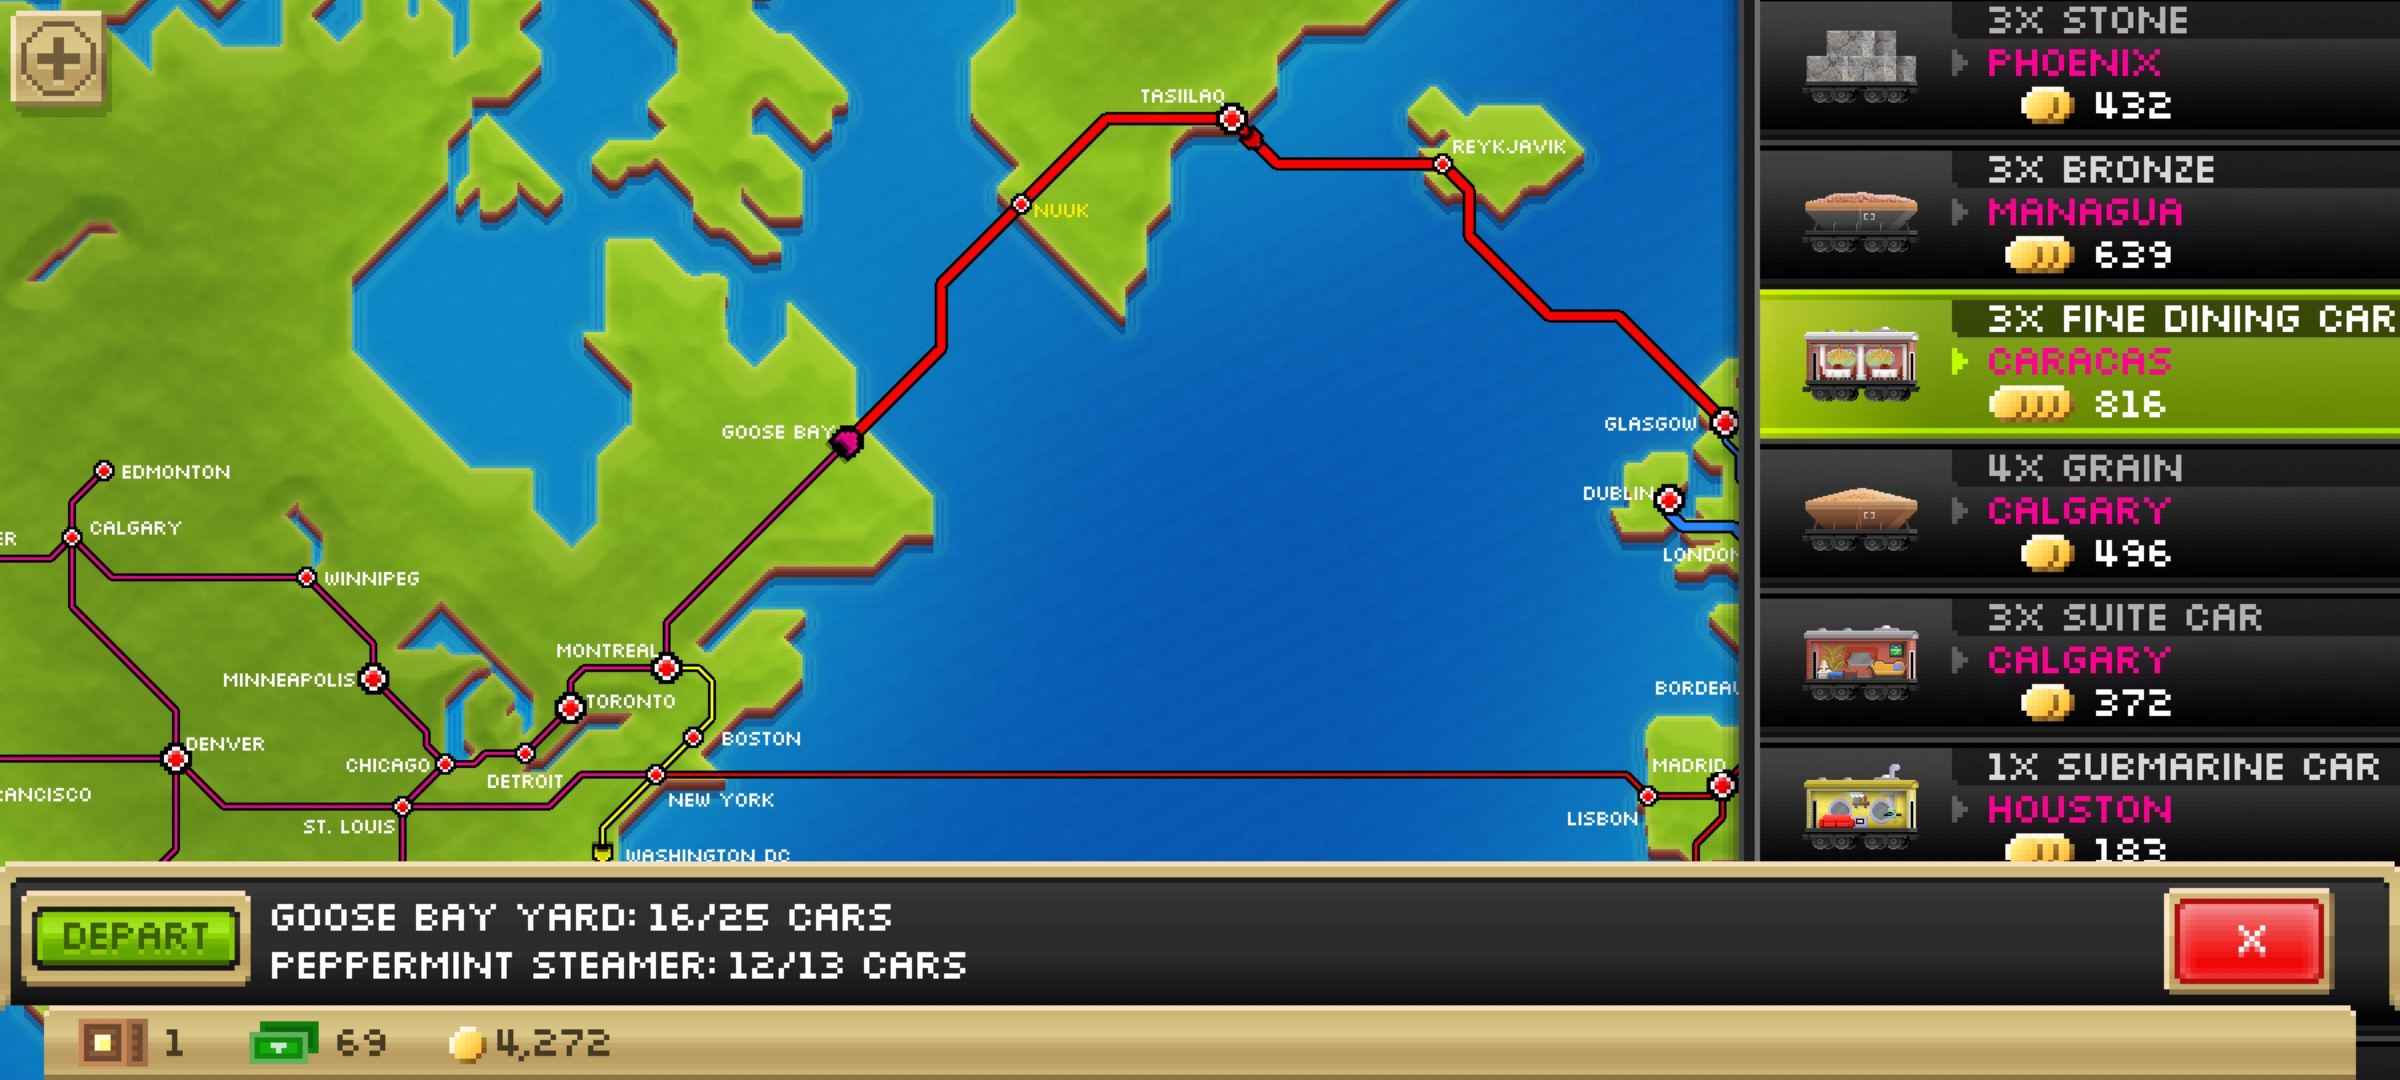 TASIILAQ
REYKJAVIK
NUUK
GOOSE BAY
GLASGOW
EDMONTON
DUBLIN
CALGARY
ER
LONDON
WINNIPEG
MONTREAL
MINNEAPOLIS
BORDEAU
TORONTO
BOSTON
DENVER
CHICAGO
MADRID
DETROIT
RANCISCO
NEW YORK
LISBON
ST. LOUIS
WASHINGTON DC
3X STONE
PHOENIX
432
3X BRONZE
MANAGUA
639
3X FINE DINING CAR
CARACAS
816
4X GRAIN
CALGARY
496
3X SUITE CAR
CALGARY
372
1X SUBMARINE CAR
HOUSTON
183
DEPART
GOOSE BAY YARD: 16/25 CARS
PEPPERMINT STEAMER: 12/13 CARS
X
1
69
4,272